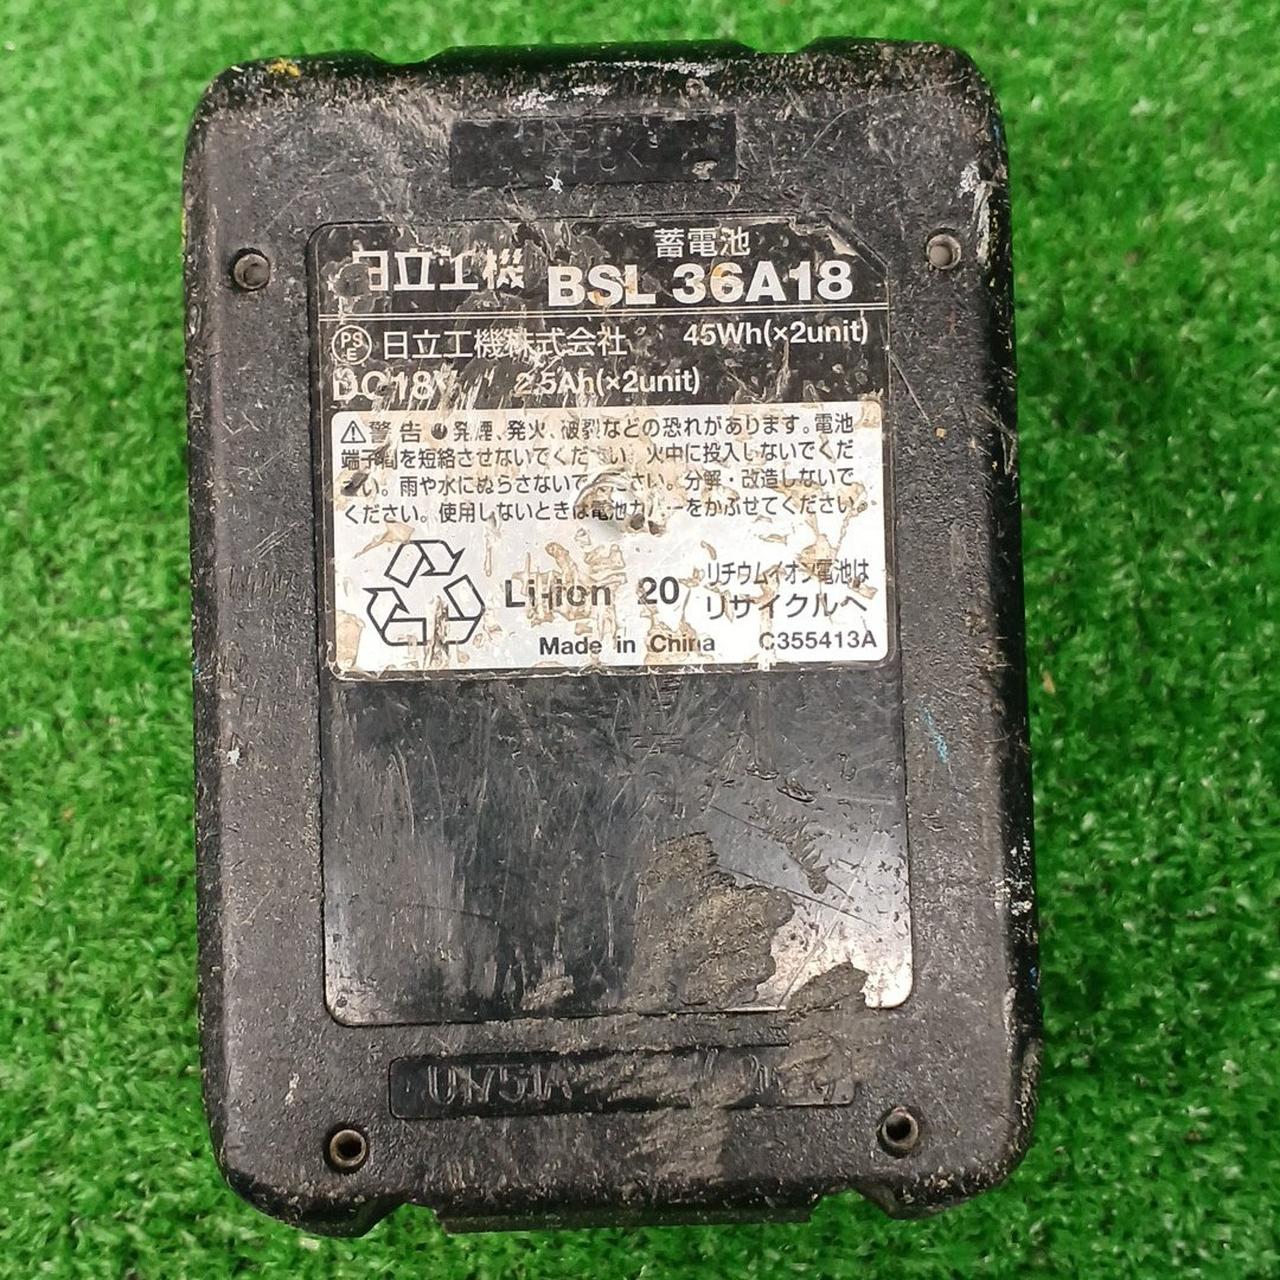 蓄電池
日立工機 BSL 36A18
PS E 日立工機株式会社 45Wh(×2unit)
DC18V 2.5Ah(×2unit)
⚠警告 ●発煙、発火、破裂などの恐れがあります。電池
端子間を短絡させないでください。火中に投入しないでくだ
さい。雨や水にぬらさないでください。分解・改造しないで
ください。使用しないときは電池カバーをかぶせてください。
Li-ion 20 リチウムイオン電池は
リサイクルへ
Made in China C355413A